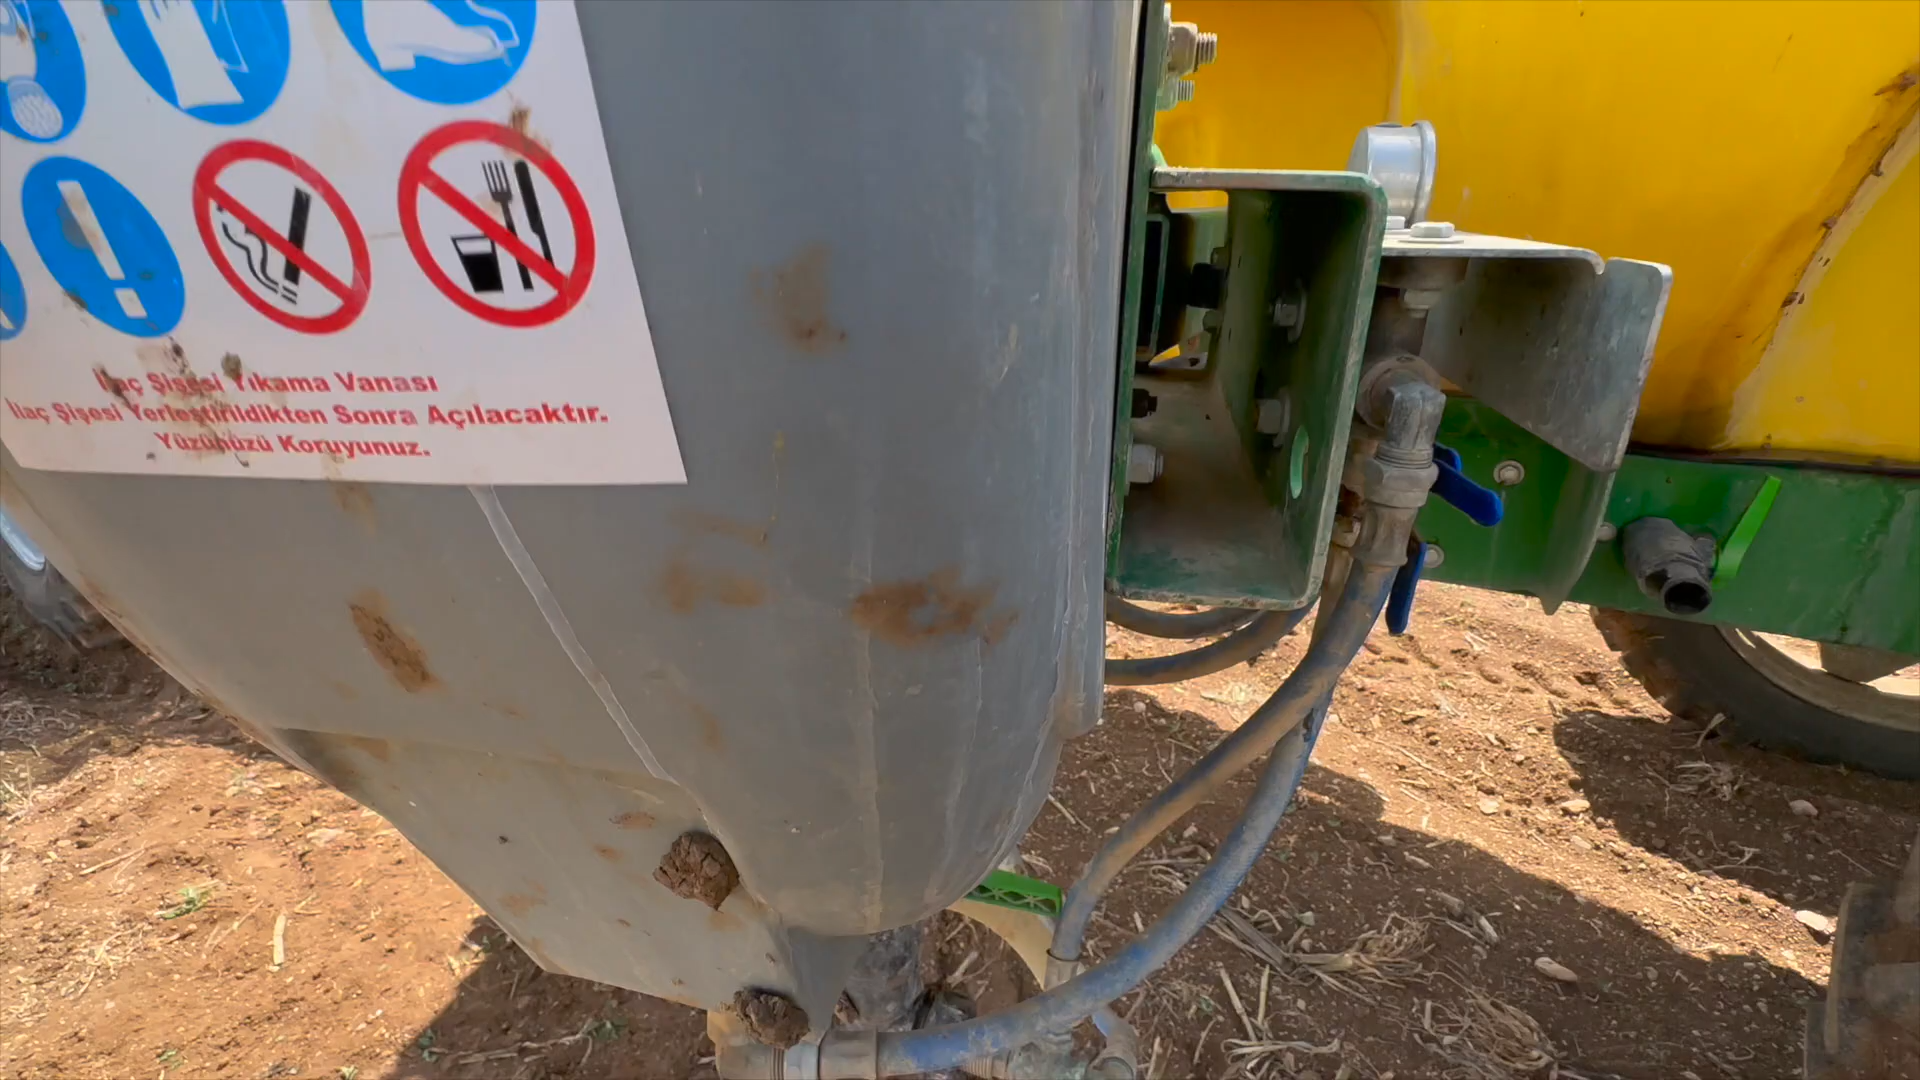 İlaç Şişesi Yıkama Vanası
İlaç Şişesi Yerleştirildikten Sonra Açılacaktır.
Yüzünüzü Koruyunuz.